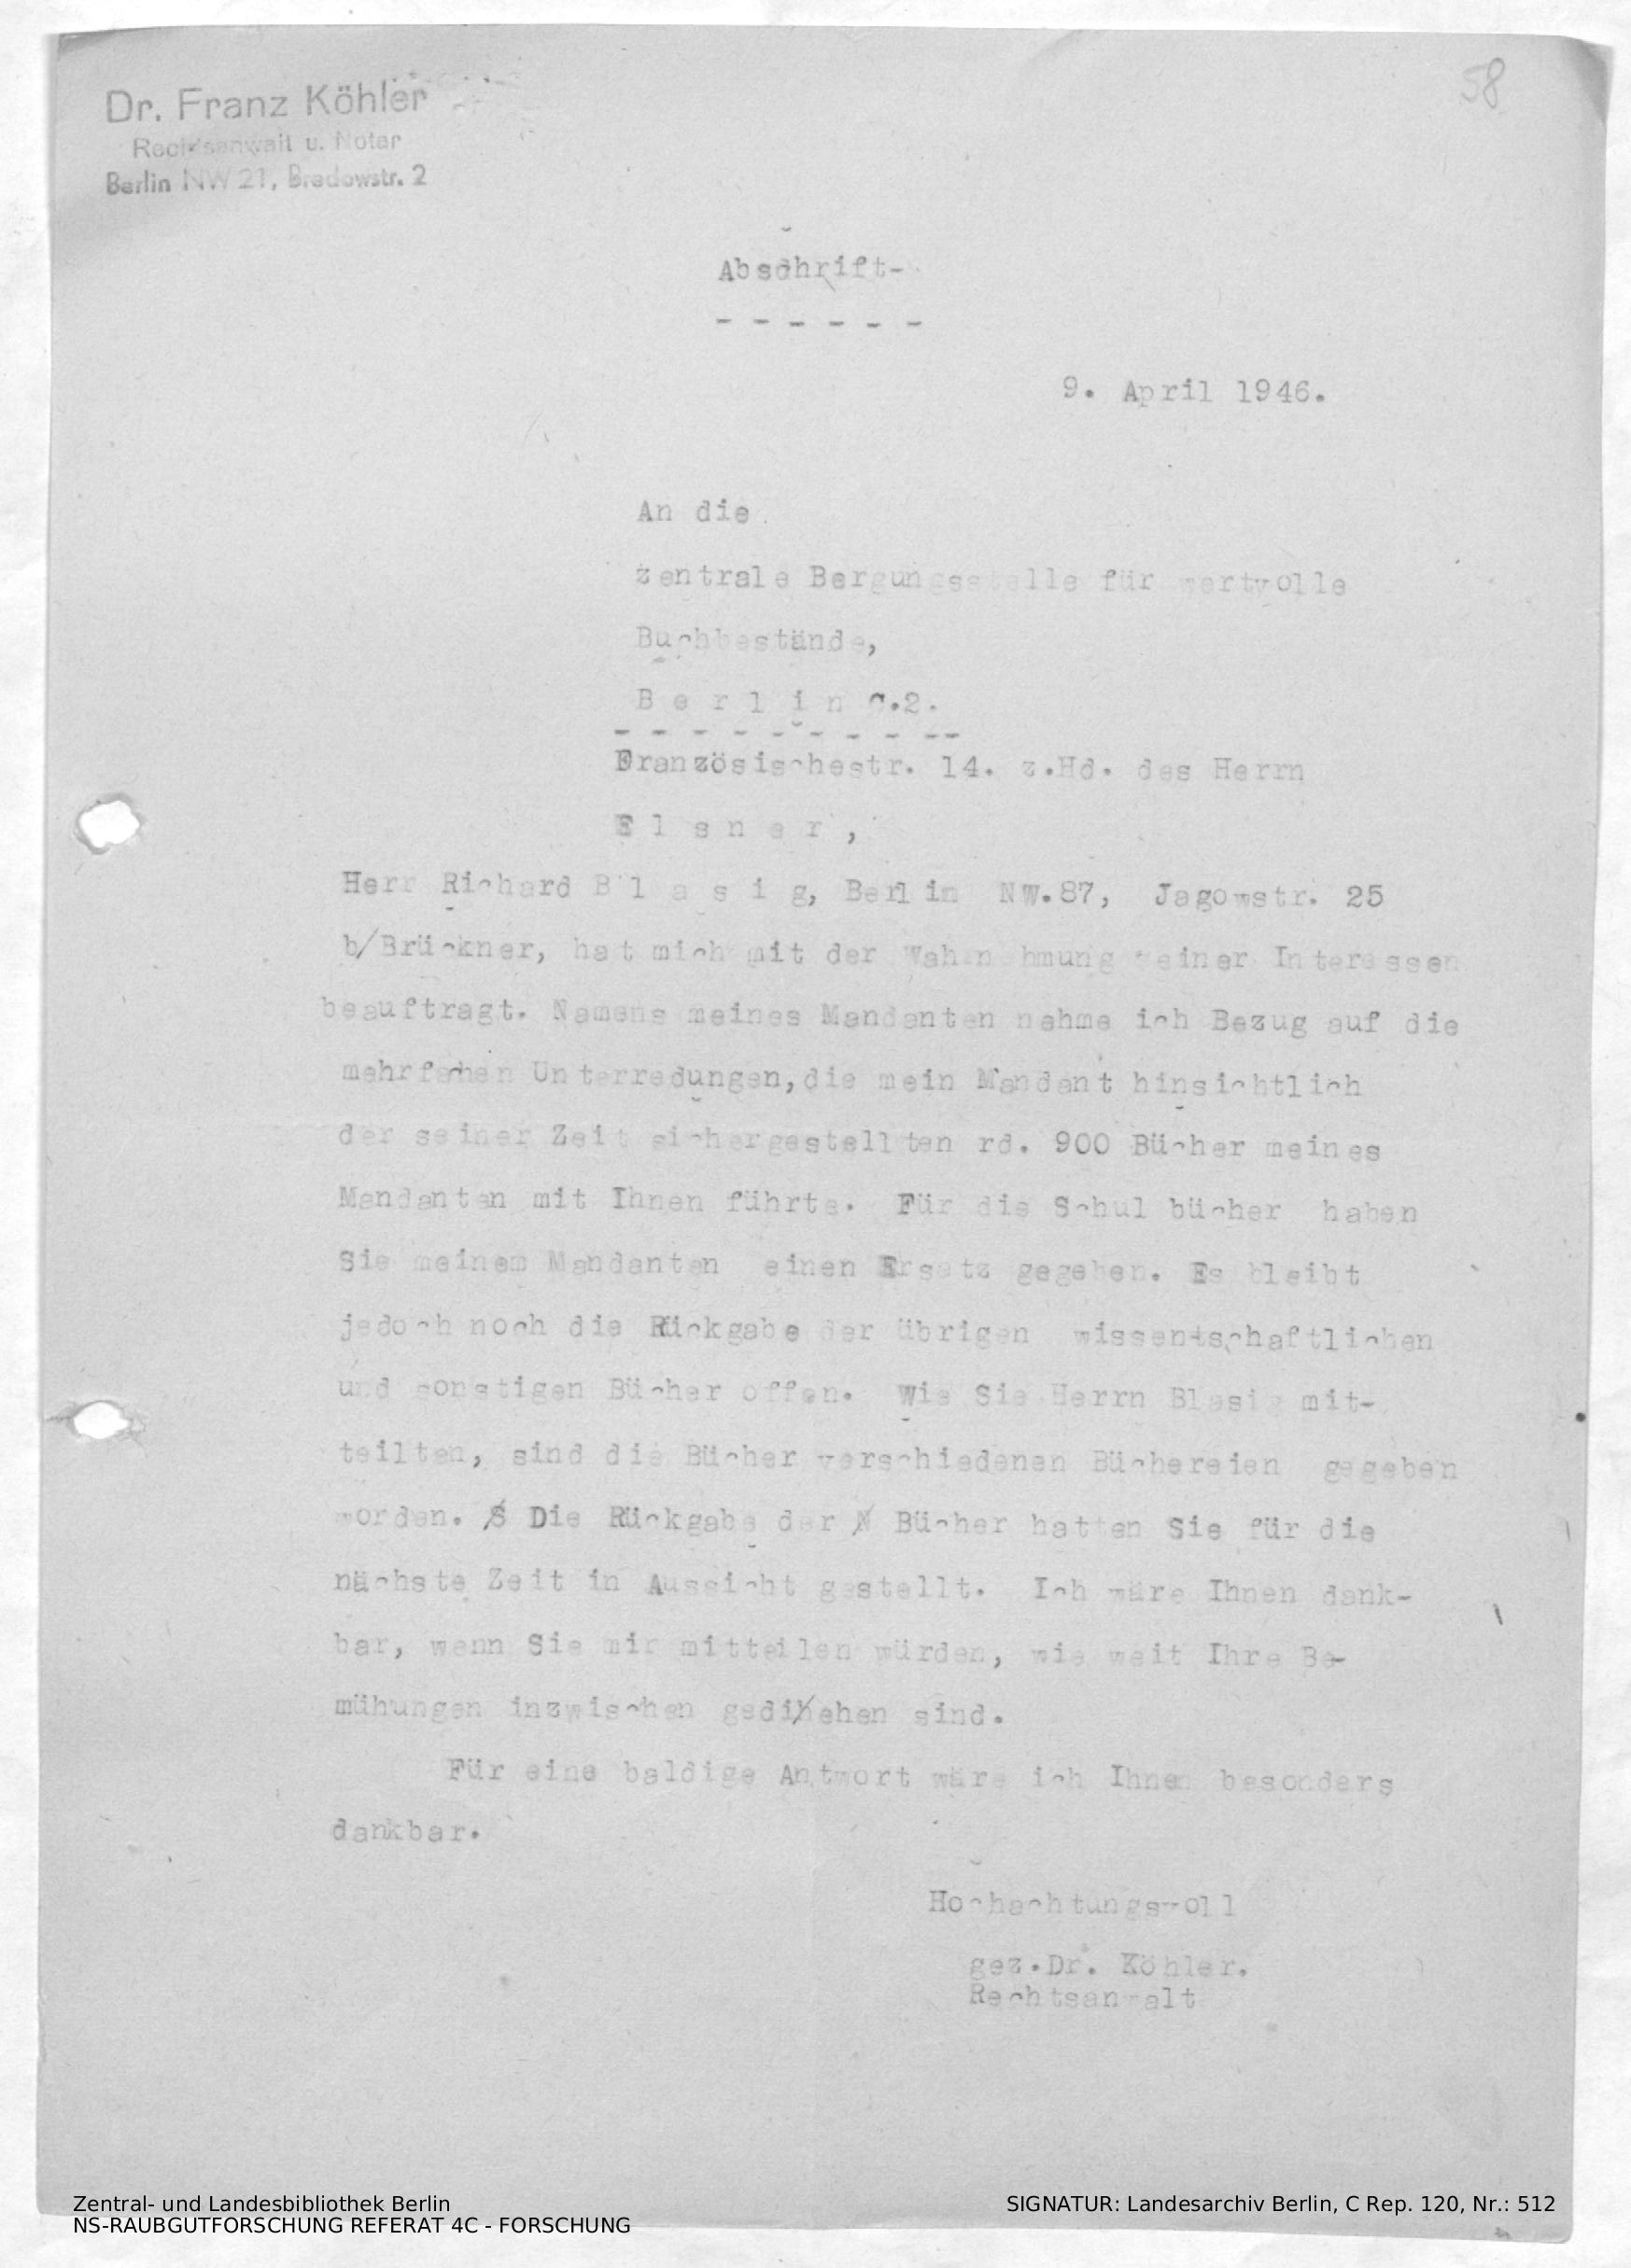 58
Dr. Franz Köhler
Rechtsanwalt u. Notar
Berlin NW 21, Bredowstr. 2
Abschrift-
- - - - - -
9. April 1946.
An die
zentrale Bergungsstelle für wertvolle
Buchbestände,
B e r l i n C.2.
- - - - - - - - - --
Französischestr. 14. z.Hd. des Herrn
E l s n e r ,
Herr Richard B l a s i g, Berlin NW.87, Jagowstr. 25
b/Brückner, hat mich mit der Wahrnehmung seiner Interessen
beauftragt. Namens meines Mandanten nehme ich Bezug auf die
mehrfachen Unterredungen, die mein Mandant hinsichtlich
der seiner Zeit sichergestellten rd. 900 Bücher meines
Mandanten mit Ihnen führte. Für die Schul bücher haben
Sie meinem Mandanten einen Ersatz gegeben. Es bleibt
jedoch noch die Rückgabe der übrigen wissentschaftlichen
und sonstigen Bücher offen. Wie Sie Herrn Blasig mit-
teilten, sind die Bücher verschiedenen Büchereien gegeben
worden. Die Rückgabe der Bücher hatten Sie für die
nächste Zeit in Aussicht gestellt. Ich wäre Ihnen dank-
bar, wenn Sie mir mitteilen würden, wie weit Ihre Be-
mühungen inzwischen gediehen sind.
Für eine baldige Antwort wäre ich Ihnen besonders
dankbar.
Hochachtungsvoll
gez.Dr. Köhler.
Rechtsanwalt
Zentral- und Landesbibliothek Berlin
NS-RAUBGUTFORSCHUNG REFERAT 4C - FORSCHUNG
SIGNATUR: Landesarchiv Berlin, C Rep. 120, Nr.: 512